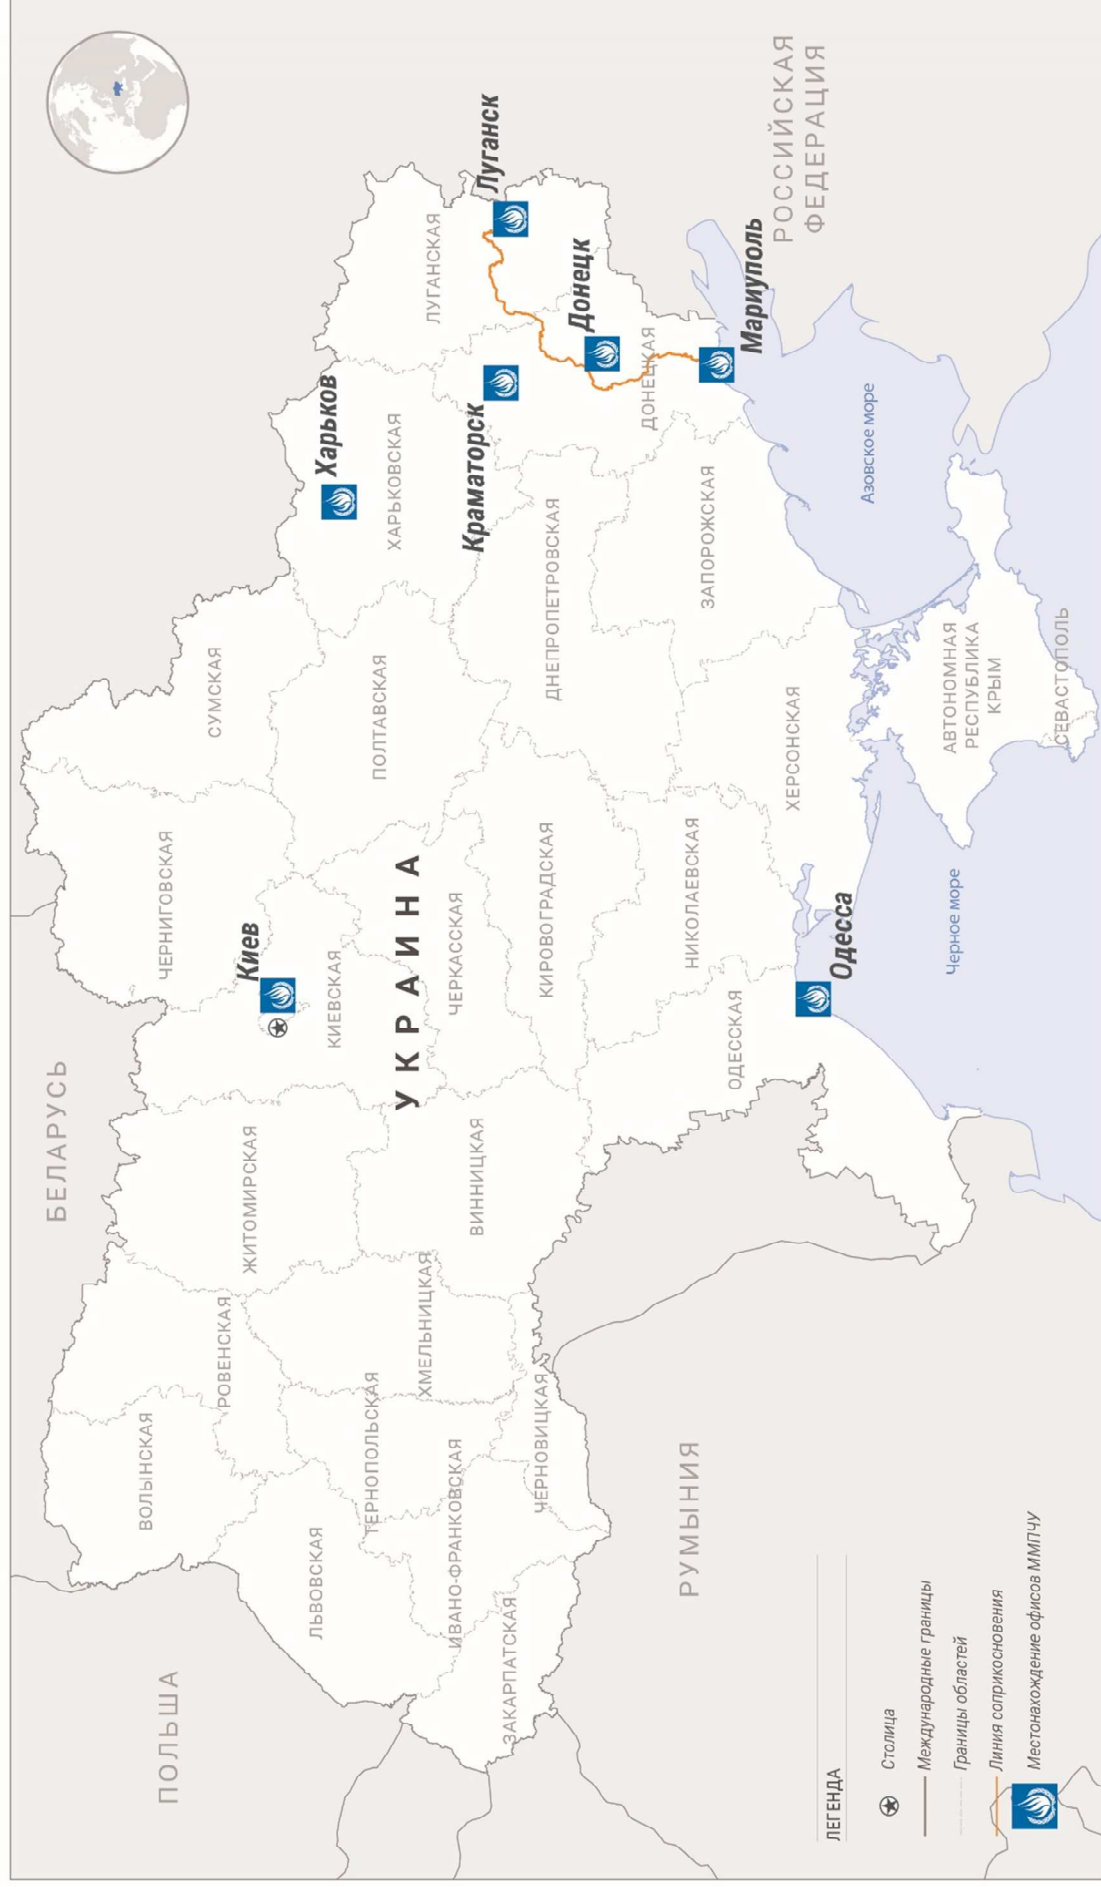 БЕЛАРУСЬ
ПОЛЬША
РОССИЙСКАЯ
ФЕДЕРАЦИЯ
РУМЫНИЯ
УКРАИНА
ВОЛЫНСКАЯ
РОВЕНСКАЯ
ЖИТОМИРСКАЯ
Киев
КИЕВСКАЯ
ЧЕРНИГОВСКАЯ
СУМСКАЯ
Харьков
ХАРЬКОВСКАЯ
ПОЛТАВСКАЯ
ЛУГАНСКАЯ
Луганск
ЛЬВОВСКАЯ
ТЕРНОПОЛЬСКАЯ
ХМЕЛЬНИЦКАЯ
ВИННИЦКАЯ
ЧЕРКАССКАЯ
Краматорск
ИВАНО-ФРАНКОВСКАЯ
ЗАКАРПАТСКАЯ
ЧЕРНОВИЦКАЯ
КИРОВОГРАДСКАЯ
ДНЕПРОПЕТРОВСКАЯ
Донецк
ДОНЕЦКАЯ
Мариуполь
НИКОЛАЕВСКАЯ
ЗАПОРОЖСКАЯ
ОДЕССКАЯ
Одесса
ХЕРСОНСКАЯ
Азовское море
Черное море
АВТОНОМНАЯ
РЕСПУБЛИКА
КРЫМ
СЕВАСТОПОЛЬ
ЛЕГЕНДА
Столица
Международные границы
Границы областей
Линия соприкосновения
Местонахождение офисов ММПЧУ